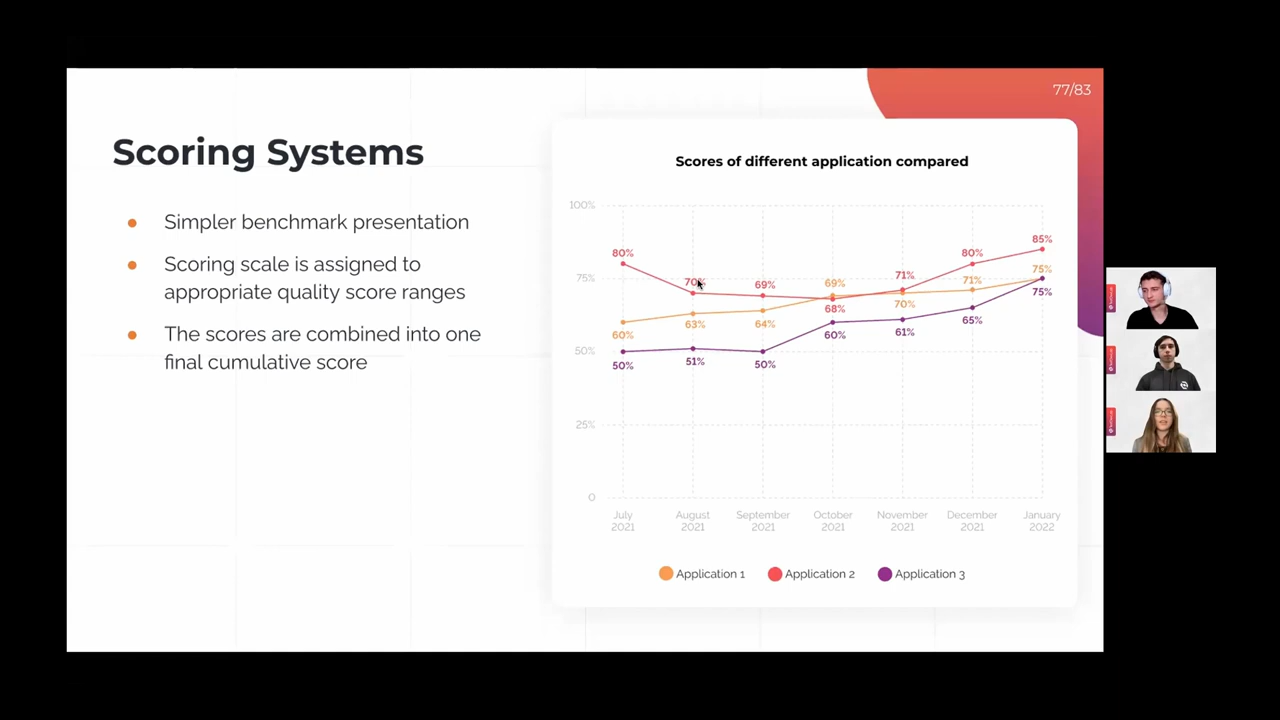 77/83
Scoring Systems
Simpler benchmark presentation
Scoring scale is assigned to
appropriate quality score ranges
The scores are combined into one
final cumulative score
Scores of different application compared
100%
75%
50%
25%
0
80%
70%
69%
68%
71%
80%
85%
60%
63%
64%
69%
70%
71%
75%
50%
51%
50%
60%
61%
65%
75%
July
2021
August
2021
September
2021
October
2021
November
2021
December
2021
January
2022
Application 1
Application 2
Application 3